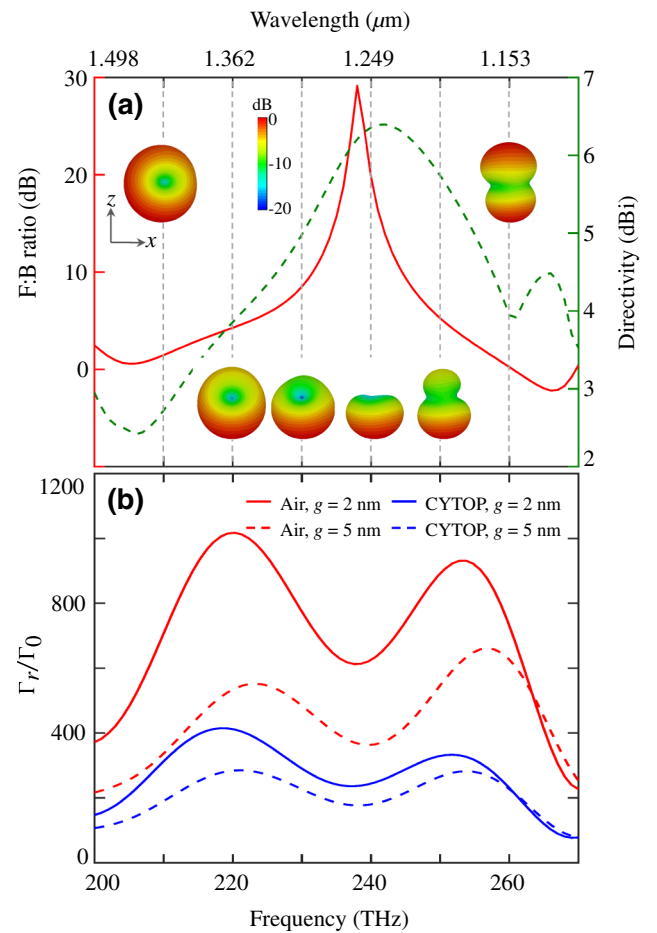 Wavelength (μm)
1.498 1.362 1.249 1.153
(a)
dB
0
-10
-20
z
x
30
20
10
0
F:B ratio (dB)
7
6
5
4
3
2
Directivity (dBi)
(b)
Air, g = 2 nm
CYTOP, g = 2 nm
Air, g = 5 nm
CYTOP, g = 5 nm
1200
800
400
0
Γr/Γ0
200 220 240 260
Frequency (THz)